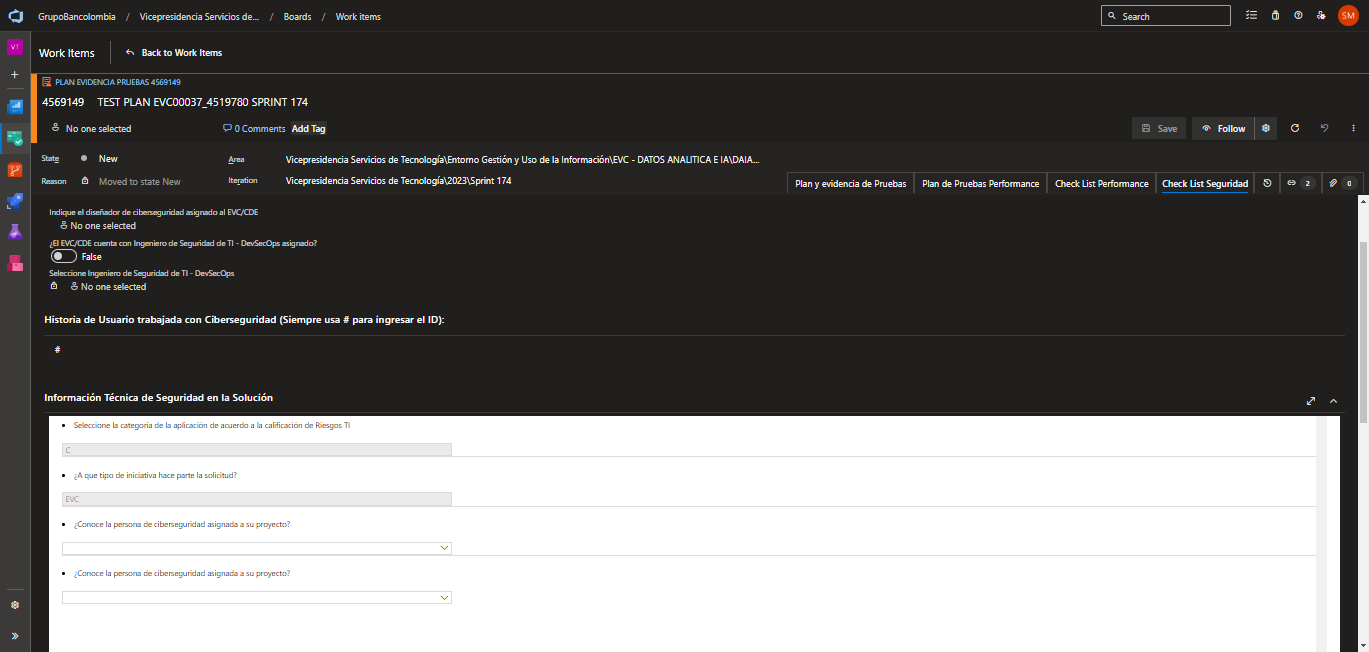 GrupoBancolombia / Vicepresidencia Servicios de... / Boards / Work items
Search
SM
VT
Work Items
Back to Work Items
PLAN EVIDENCIA PRUEBAS 4569149
4569149 TEST PLAN EVC00037_4519780 SPRINT 174
No one selected
0 Comments
Add Tag
Save
Follow
State
New
Area
Vicepresidencia Servicios de Tecnología\Entorno Gestión y Uso de la Información\EVC - DATOS ANALITICA E IA\DAIA...
Reason
Moved to state New
Iteration
Vicepresidencia Servicios de Tecnología\2023\Sprint 174
Plan y evidencia de Pruebas
Plan de Pruebas Performance
Check List Performance
Check List Seguridad
2
0
Indique el diseñador de ciberseguridad asignado al EVC/CDE
No one selected
¿El EVC/CDE cuenta con Ingeniero de Seguridad de TI - DevSecOps asignado?
False
Seleccione Ingeniero de Seguridad de TI - DevSecOps
No one selected
Historia de Usuario trabajada con Ciberseguridad (Siempre usa # para ingresar el ID):
#
Información Técnica de Seguridad en la Solución
• Seleccione la categoría de la aplicación de acuerdo a la calificación de Riesgos TI
C
• ¿A que tipo de iniciativa hace parte la solicitud?
EVC
• ¿Conoce la persona de ciberseguridad asignada a su proyecto?
• ¿Conoce la persona de ciberseguridad asignada a su proyecto?